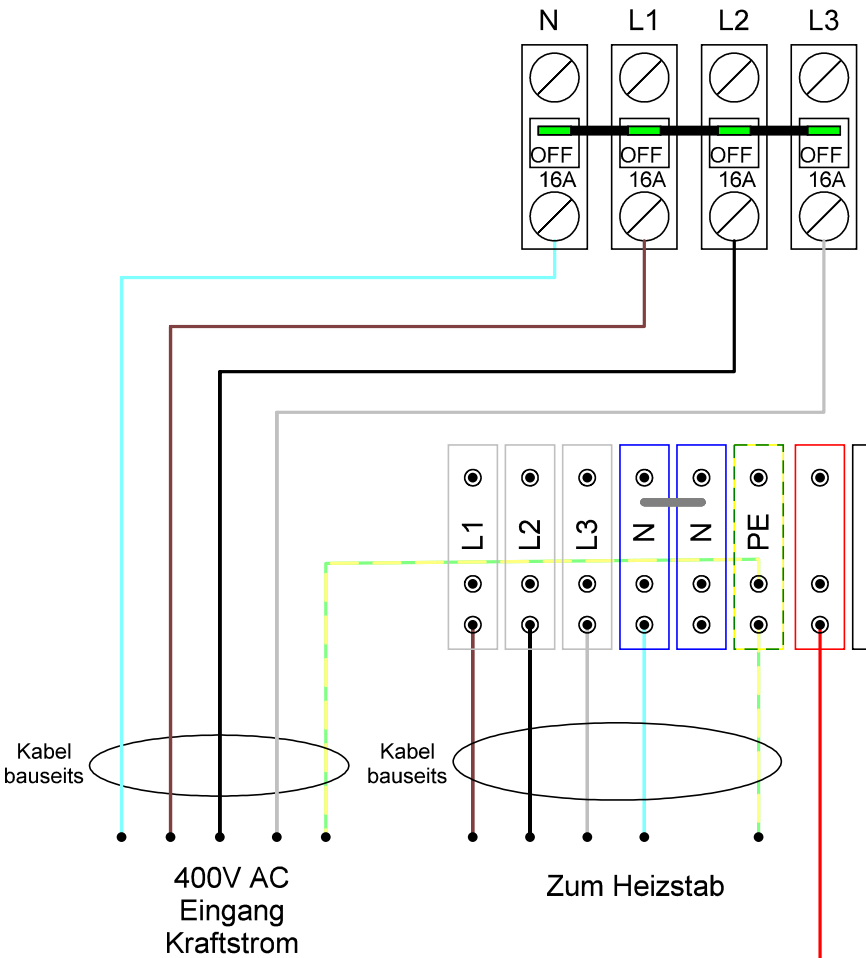 N L1 L2 L3
OFF OFF OFF OFF
16A 16A 16A 16A
L1 L2 L3 N N PE
Kabel
bauseits
Kabel
bauseits
400V AC
Eingang
Kraftstrom
Zum Heizstab